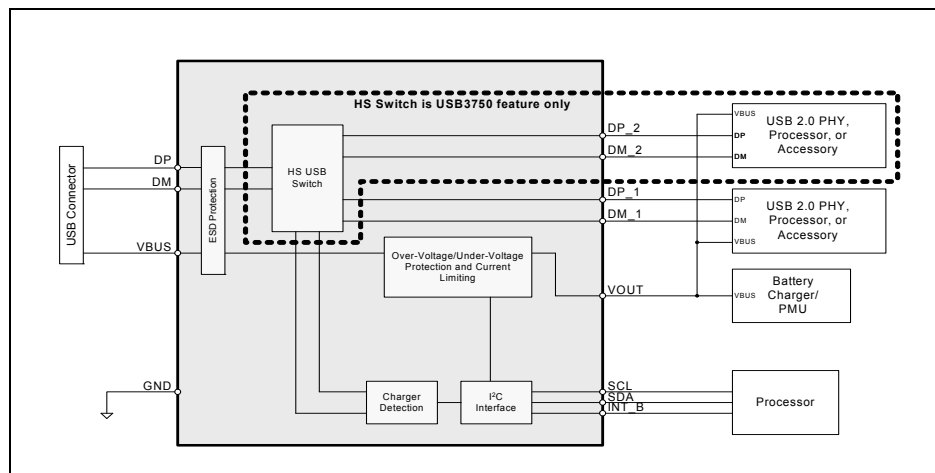 HS Switch is USB3750 feature only
USB Connector
DP
DM
VBUS
GND
ESD Protection
HS USB
Switch
Over-Voltage/Under-Voltage
Protection and Current
Limiting
Charger
Detection
I²C
Interface
DP_2
DM_2
DP_1
DM_1
VOUT
SCL
SDA
INT_B
VBUS
DP
DM
USB 2.0 PHY,
Processor, or
Accessory
DP
DM
VBUS
USB 2.0 PHY,
Processor, or
Accessory
VBUS
Battery
Charger/
PMU
Processor